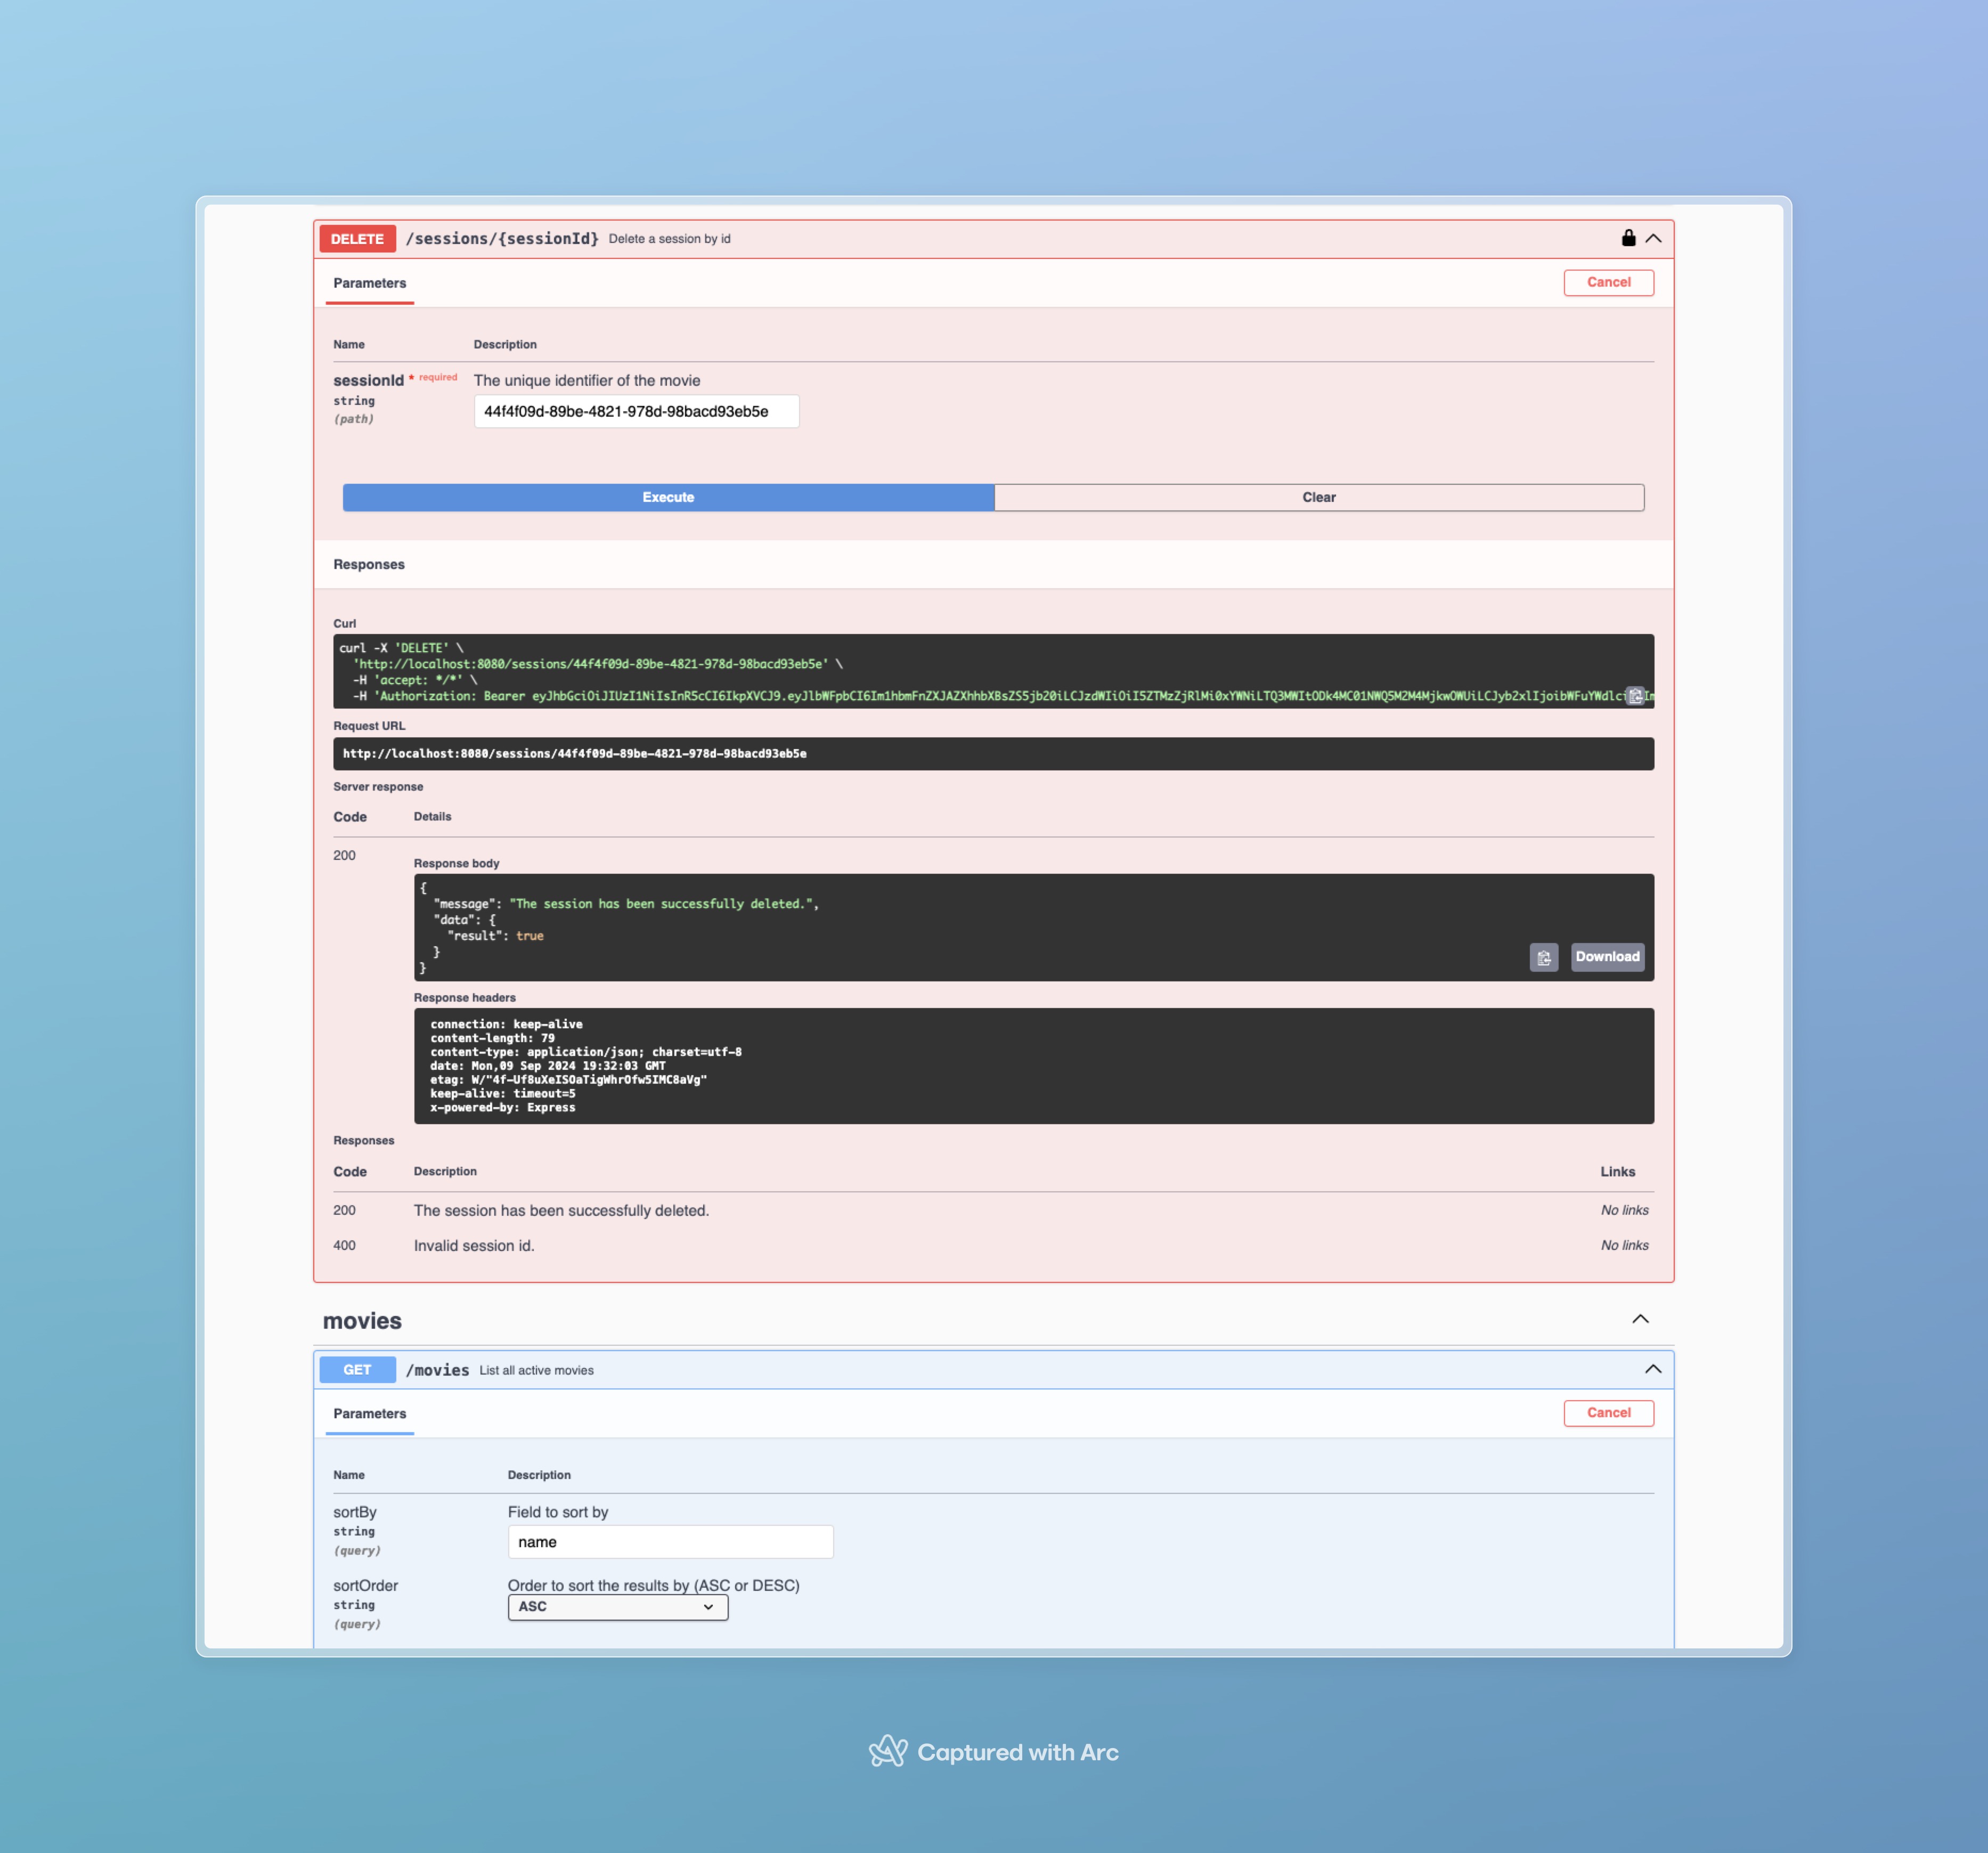 DELETE /sessions/{sessionId} Delete a session by id
Parameters
Cancel
Name Description
sessionId * required The unique identifier of the movie
string
(path)
44f4f09d-89be-4821-978d-98bacd93eb5e
Execute Clear
Responses
Curl
curl -X 'DELETE' \
'http://localhost:8080/sessions/44f4f09d-89be-4821-978d-98bacd93eb5e' \
-H 'accept: */*' \
-H 'Authorization: Bearer
Request URL
http://localhost:8080/sessions/44f4f09d-89be-4821-978d-98bacd93eb5e
Server response
Code Details
200
Response body
{
"message": "The session has been successfully deleted.",
"data": {
"result": true
}
}
Download
Response headers
connection: keep-alive
content-length: 79
content-type: application/json; charset=utf-8
date: Mon,09 Sep 2024 19:32:03 GMT
etag: W/"4f-Uf8uXeISOaTigWhrOfw5IMC8aVg"
keep-alive: timeout=5
x-powered-by: Express
Responses
Code Description Links
200 The session has been successfully deleted. No links
400 Invalid session id. No links
movies
GET /movies List all active movies
Parameters
Cancel
Name Description
sortBy Field to sort by
string
(query)
name
sortOrder Order to sort the results by (ASC or DESC)
string
(query)
ASC
Captured with Arc